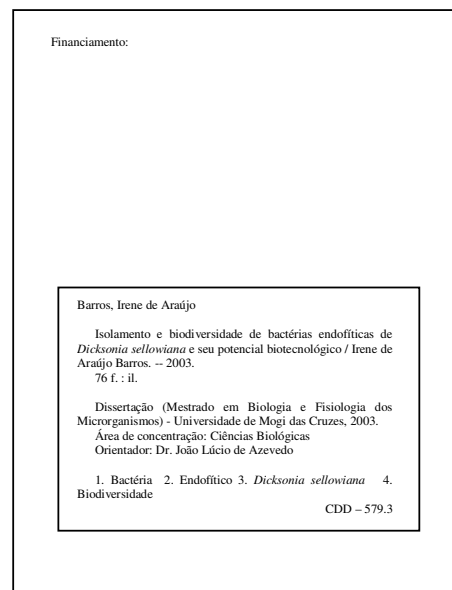 Financiamento:
Barros, Irene de Araújo
Isolamento e biodiversidade de bactérias endofíticas de
Dicksonia sellowiana e seu potencial biotecnológico / Irene de
Araújo Barros. -- 2003.
76 f. : il.
Dissertação (Mestrado em Biologia e Fisiologia dos
Microrganismos) - Universidade de Mogi das Cruzes, 2003.
Área de concentração: Ciências Biológicas
Orientador: Dr. João Lúcio de Azevedo
1. Bactéria 2. Endofítico 3. Dicksonia sellowiana 4.
Biodiversidade
CDD – 579.3